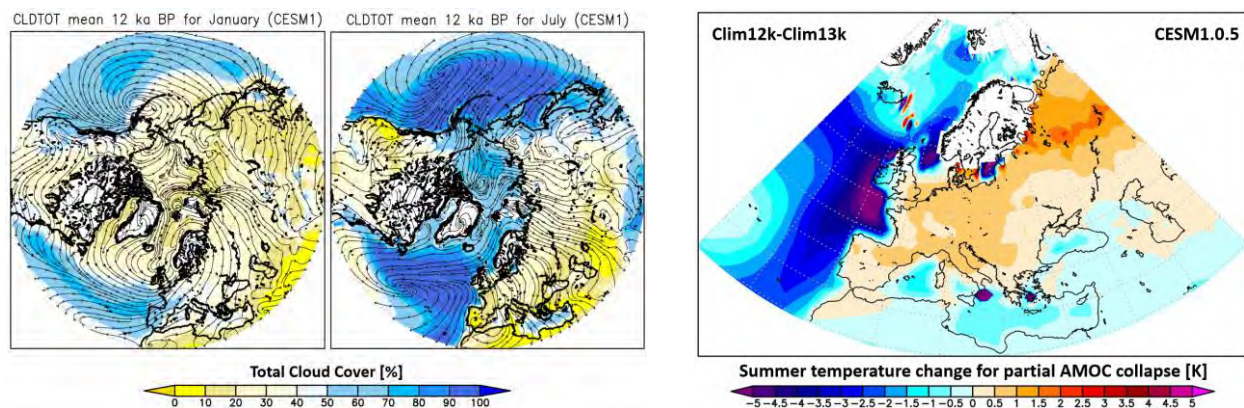 CLDTOT mean 12 ka BP for January (CESM1)
CLDTOT mean 12 ka BP for July (CESM1)
Total Cloud Cover [%]
0 10 20 30 40 50 60 70 80 90 100
Clim12k-Clim13k
CESM1.0.5
Summer temperature change for partial AMOC collapse [K]
-5 -4.5 -4 -3.5 -3 -2.5 -2 -1.5 -1 -0.5 0 0.5 1 1.5 2 2.5 3 3.5 4 4.5 5